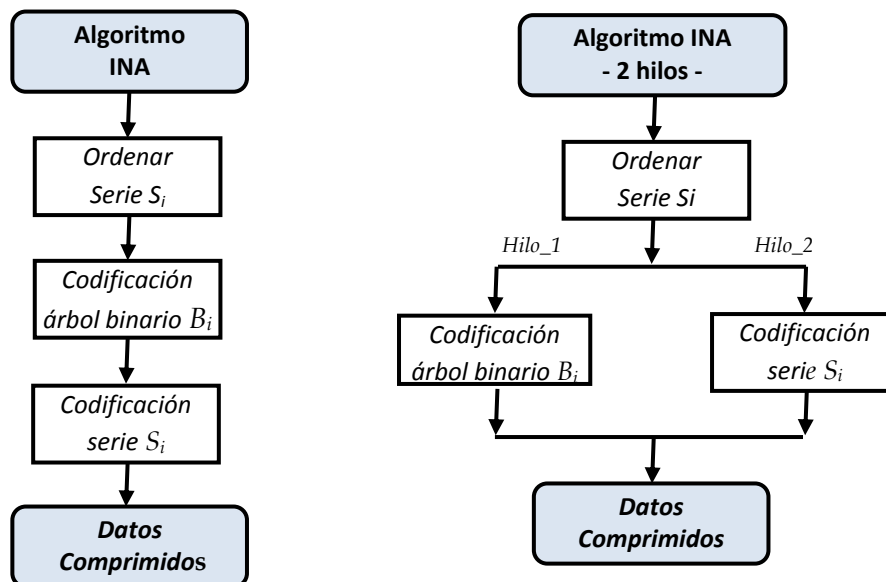 Algoritmo
INA
Ordenar
Serie Si
Codificación
árbol binario Bi
Codificación
serie Si
Datos
Comprimidos
Algoritmo INA
- 2 hilos -
Ordenar
Serie Si
Hilo_1
Hilo_2
Codificación
árbol binario Bi
Codificación
serie Si
Datos
Comprimidos